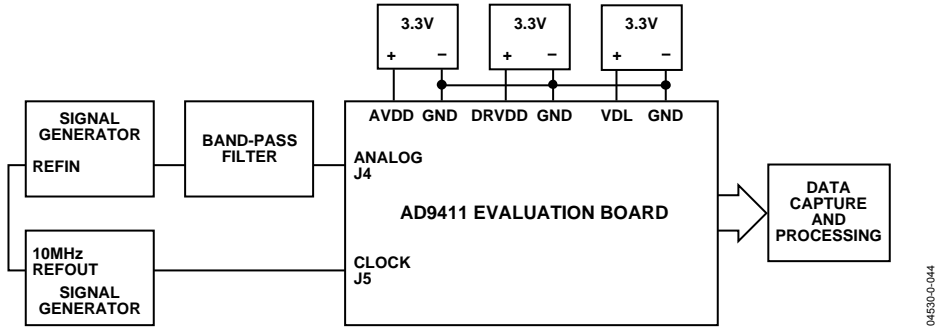 3.3V
+ –
3.3V
+ –
3.3V
+ –
AVDD GND DRVDD GND VDL GND
SIGNAL
GENERATOR
REFIN
BAND-PASS
FILTER
ANALOG
J4
AD9411 EVALUATION BOARD
DATA
CAPTURE
AND
PROCESSING
10MHz
REFOUT
SIGNAL
GENERATOR
CLOCK
J5
04530-0-044